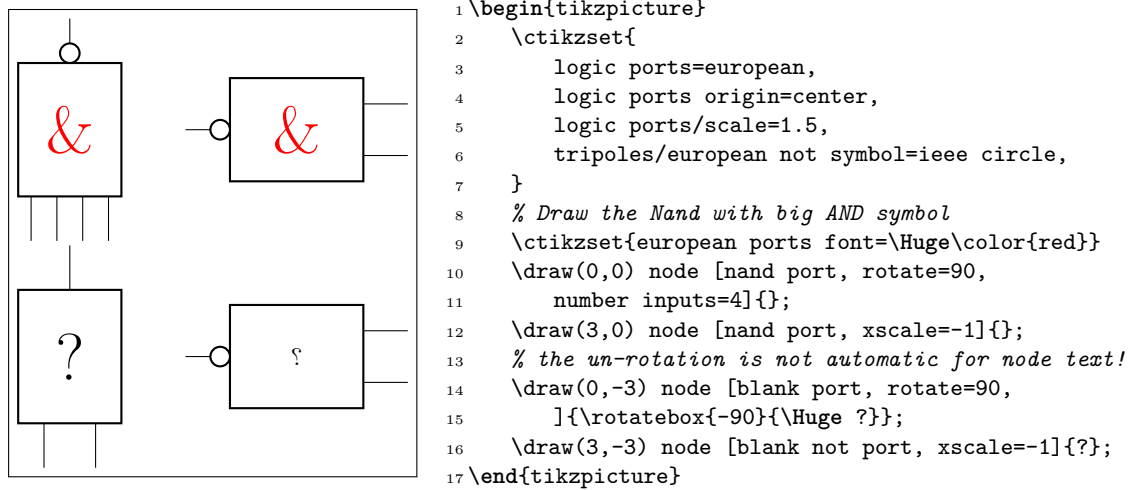 & &
? ؟
1 \begin{tikzpicture}
2 \ctikzset{
3 logic ports=european,
4 logic ports origin=center,
5 logic ports/scale=1.5,
6 tripoles/european not symbol=ieee circle,
7 }
8 % Draw the Nand with big AND symbol
9 \ctikzset{european ports font=\Huge\color{red}}
10 \draw(0,0) node [nand port, rotate=90,
11 number inputs=4]{};
12 \draw(3,0) node [nand port, xscale=-1]{};
13 % the un-rotation is not automatic for node text!
14 \draw(0,-3) node [blank port, rotate=90,
15 ]{\rotatebox{-90}{\Huge ?}};
16 \draw(3,-3) node [blank not port, xscale=-1]{?};
17 \end{tikzpicture}